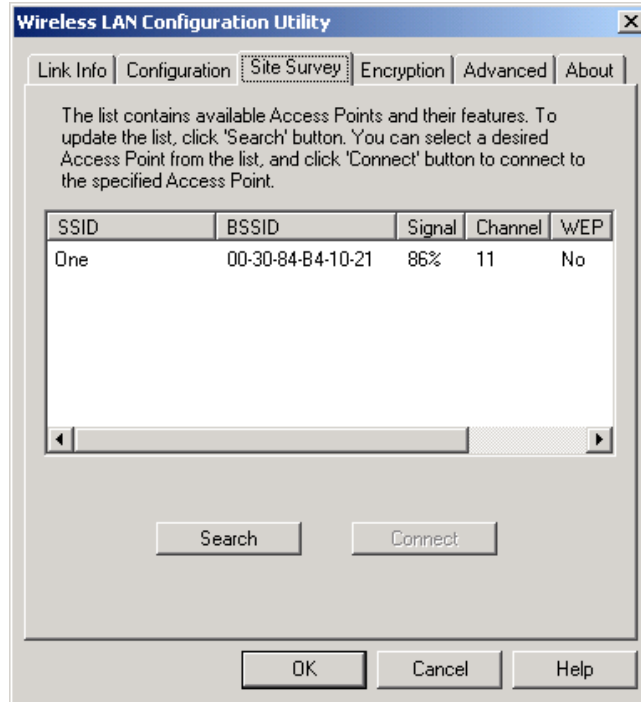 Wireless LAN Configuration Utility
Link Info Configuration Site Survey Encryption Advanced About
The list contains available Access Points and their features. To
update the list, click 'Search' button. You can select a desired
Access Point from the list, and click 'Connect' button to connect to
the specified Access Point.
SSID BSSID Signal Channel WEP
One 00-30-84-B4-10-21 86% 11 No
Search Connect
OK Cancel Help